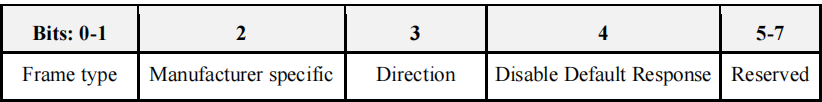 Bits: 0-1 2 3 4 5-7
Frame type Manufacturer specific Direction Disable Default Response Reserved